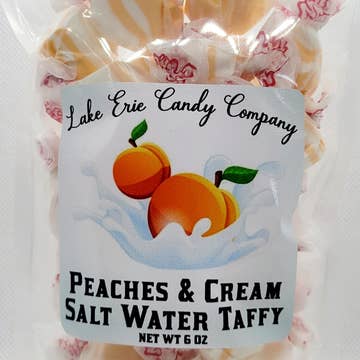 Lake Erie Candy Company
PEACHES & CREAM
SALT WATER TAFFY
NET WT 6 OZ